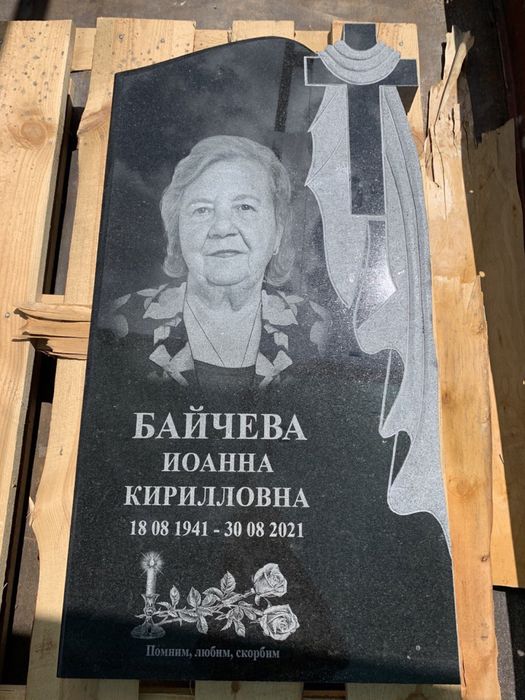 БАЙЧЕВА
ИОАННА
КИРИЛЛОВНА
18 08 1941 - 30 08 2021
Помним, любим, скорбим